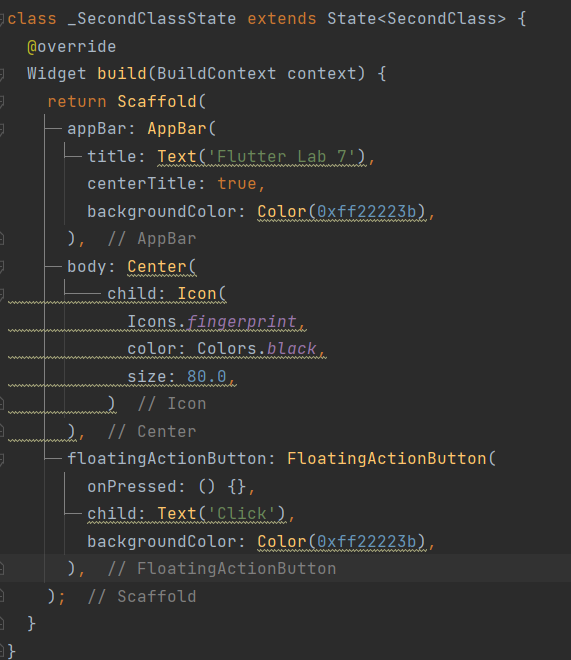 class _SecondClassState extends State<SecondClass> {
  @override
  Widget build(BuildContext context) {
    return Scaffold(
      appBar: AppBar(
        title: Text('Flutter Lab 7'),
        centerTitle: true,
        backgroundColor: Color(0xff22223b),
      ),  // AppBar
      body: Center(
          child: Icon(
            Icons.fingerprint,
            color: Colors.black,
            size: 80.0,
          )  // Icon
      ),  // Center
      floatingActionButton: FloatingActionButton(
        onPressed: () {},
        child: Text('Click'),
        backgroundColor: Color(0xff22223b),
      ),  // FloatingActionButton
    );  // Scaffold
  }
}